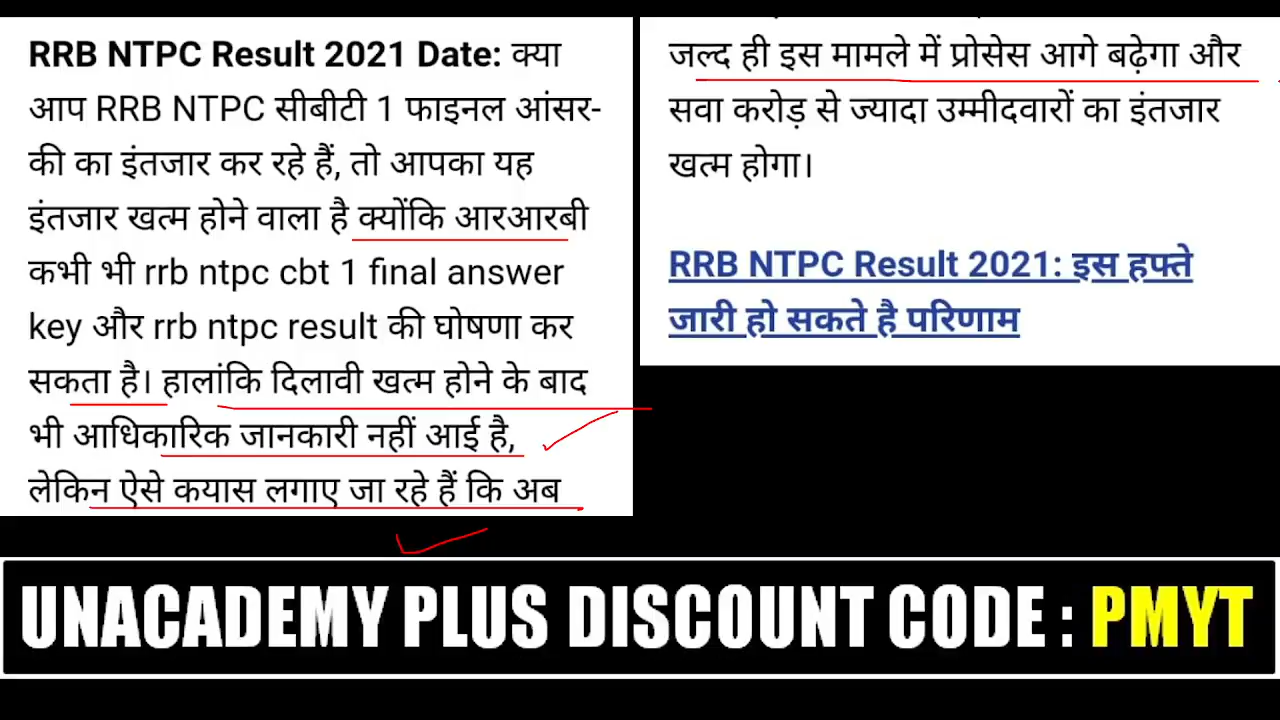 RRB NTPC Result 2021 Date: क्या
आप RRB NTPC सीबीटी 1 फाइनल आंसर-
की का इंतजार कर रहे हैं, तो आपका यह
इंतजार खत्म होने वाला है क्योंकि आरआरबी
कभी भी rrb ntpc cbt 1 final answer
key और rrb ntpc result की घोषणा कर
सकता है। हालांकि दिलावी खत्म होने के बाद
भी आधिकारिक जानकारी नहीं आई है,
लेकिन ऐसे कयास लगाए जा रहे हैं कि अब
जल्द ही इस मामले में प्रोसेस आगे बढ़ेगा और
सवा करोड़ से ज्यादा उम्मीदवारों का इंतजार
खत्म होगा।
RRB NTPC Result 2021: इस हफ्ते
जारी हो सकते है परिणाम
UNACADEMY PLUS DISCOUNT CODE : PMYT